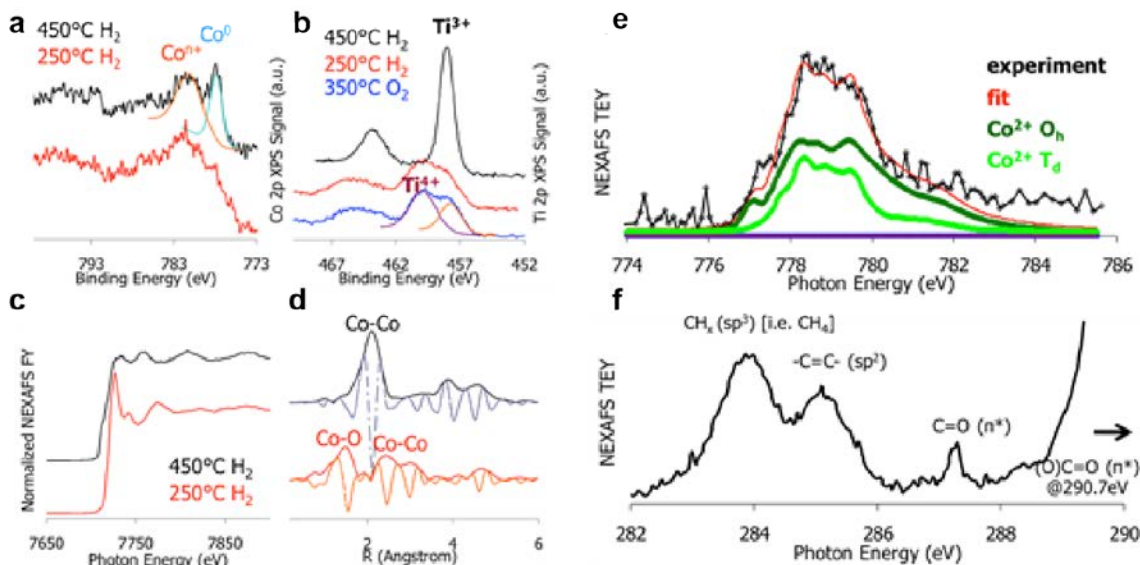 a
450°C H₂
250°C H₂
Coⁿ⁺
Co⁰
Co 2p XPS Signal (a.u.)
793
783
773
Binding Energy (eV)
b
450°C H₂
250°C H₂
350°C O₂
Ti³⁺
Ti⁴⁺
Ti 2p XPS Signal (a.u.)
467
462
457
452
Binding Energy (eV)
c
Normalized NEXAFS FY
450°C H₂
250°C H₂
7650
7750
7850
Photon Energy (eV)
d
Co-Co
Co-O
Co-Co
2
4
6
R (Angstrom)
e
NEXAFS TEY
experiment
fit
Co²⁺ Oₕ
Co²⁺ T_d
774
776
778
780
782
784
786
Photon Energy (eV)
f
NEXAFS TEY
CHₓ (sp³) [i.e. CH₄]
-C=C- (sp²)
C=O (π*)
(O)C=O (π*)
@290.7eV
282
284
286
288
290
Photon Energy (eV)